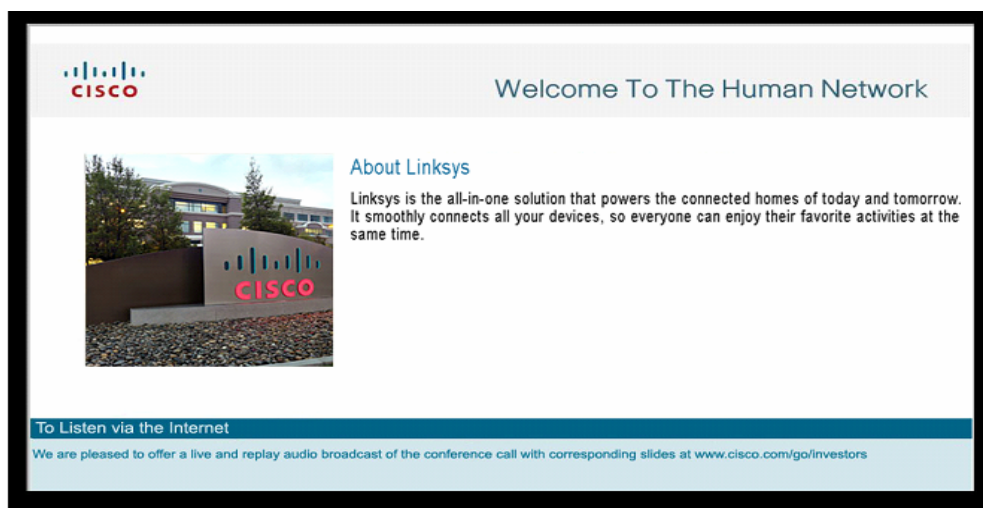 CISCO
Welcome To The Human Network
About Linksys
Linksys is the all-in-one solution that powers the connected homes of today and tomorrow.
It smoothly connects all your devices, so everyone can enjoy their favorite activities at the
same time.
CISCO
To Listen via the Internet
We are pleased to offer a live and replay audio broadcast of the conference call with corresponding slides at www.cisco.com/go/investors